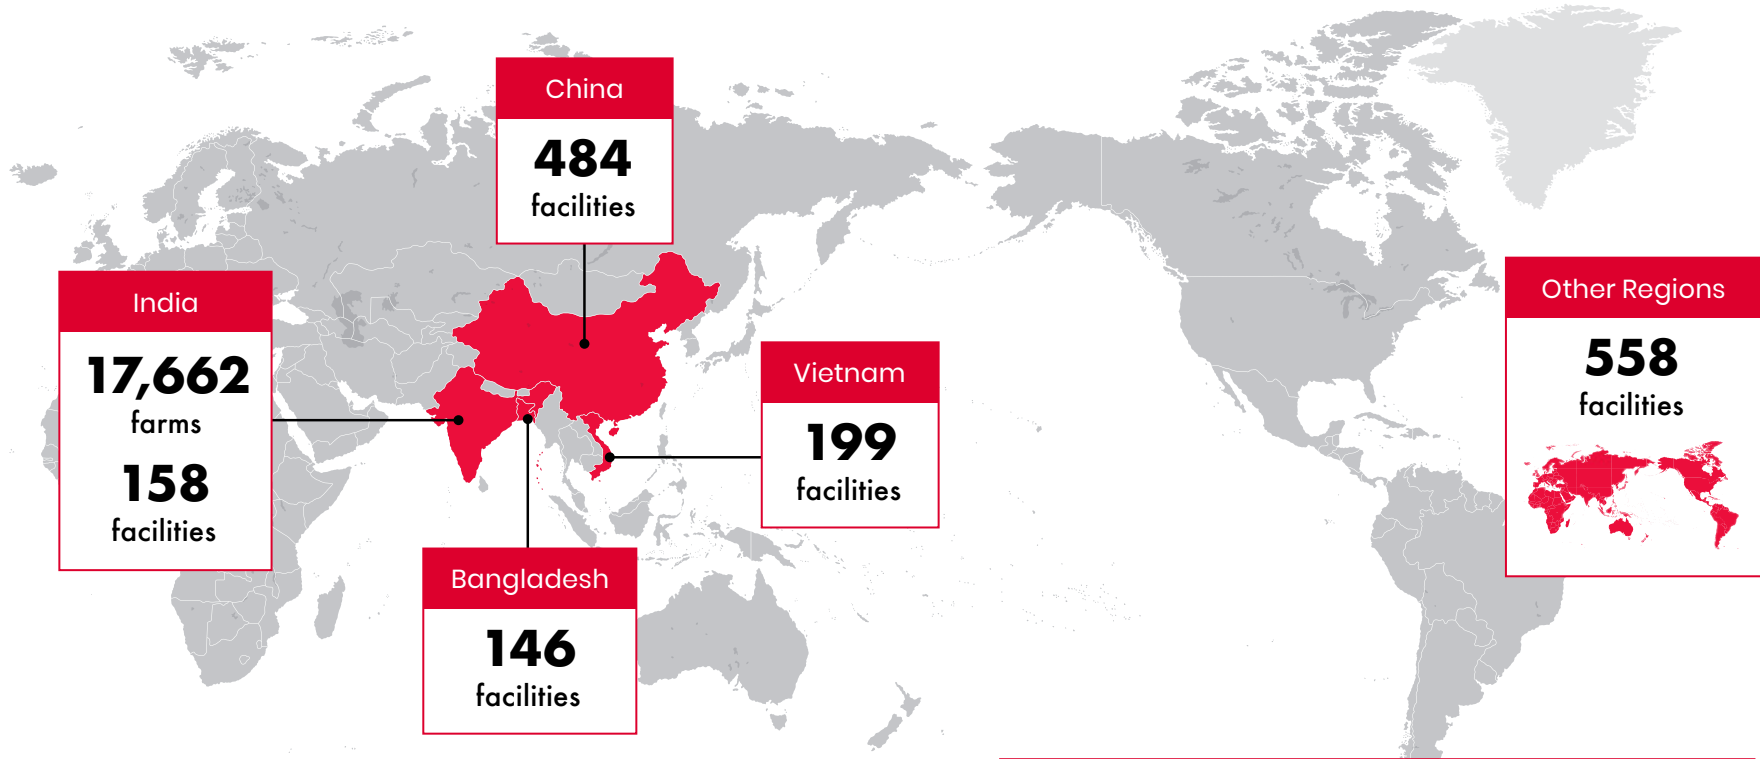 China
484
facilities
India
17,662
farms
158
facilities
Vietnam
199
facilities
Bangladesh
146
facilities
Other Regions
558
facilities